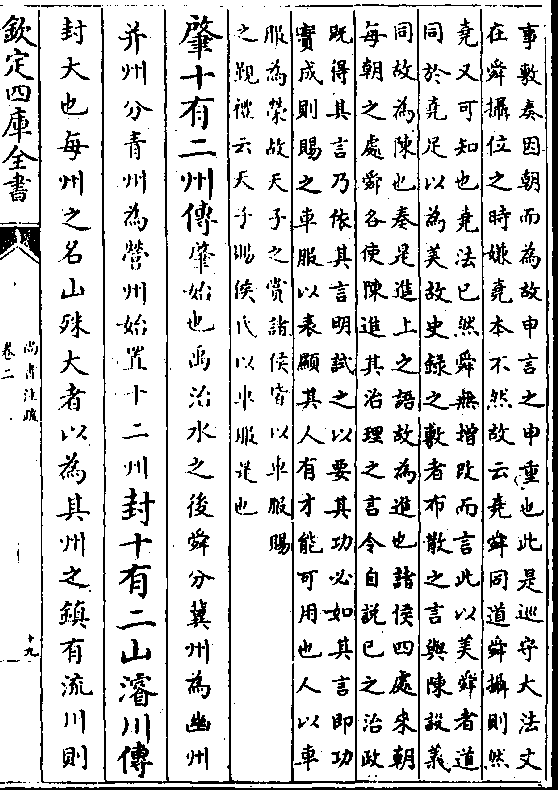 事敷奏因朝而為故申言之申重也此是巡守大法文
在舜攝位之時嫌堯本不然故云堯舜同道舜攝則然
堯又可知也堯法已然舜無增改而言此以美舜者道
同於堯足以為美故史錄之敷者布散之言與陳設義
同故為陳也奏是進上之語故為進也諸侯四處來朝
每朝之處舜各使陳進其治理之言令自說己之治政
既得其言乃依其言明試之以要其功必如其言即功
實成則賜之車服以表顯其人有才能可用也人以車
服為榮故天子之賞諸侯皆以車服賜
之覲禮云天子賜侯氏以車服是也
肇十有二州傳肇始也禹治水之後舜分冀州為幽州
并州分青州為營州始置十二州封十有二山濬川傳
封大也每州之名山殊大者以為其州之鎮有流川則
欽定四庫全書
尚書注疏
卷二
十九